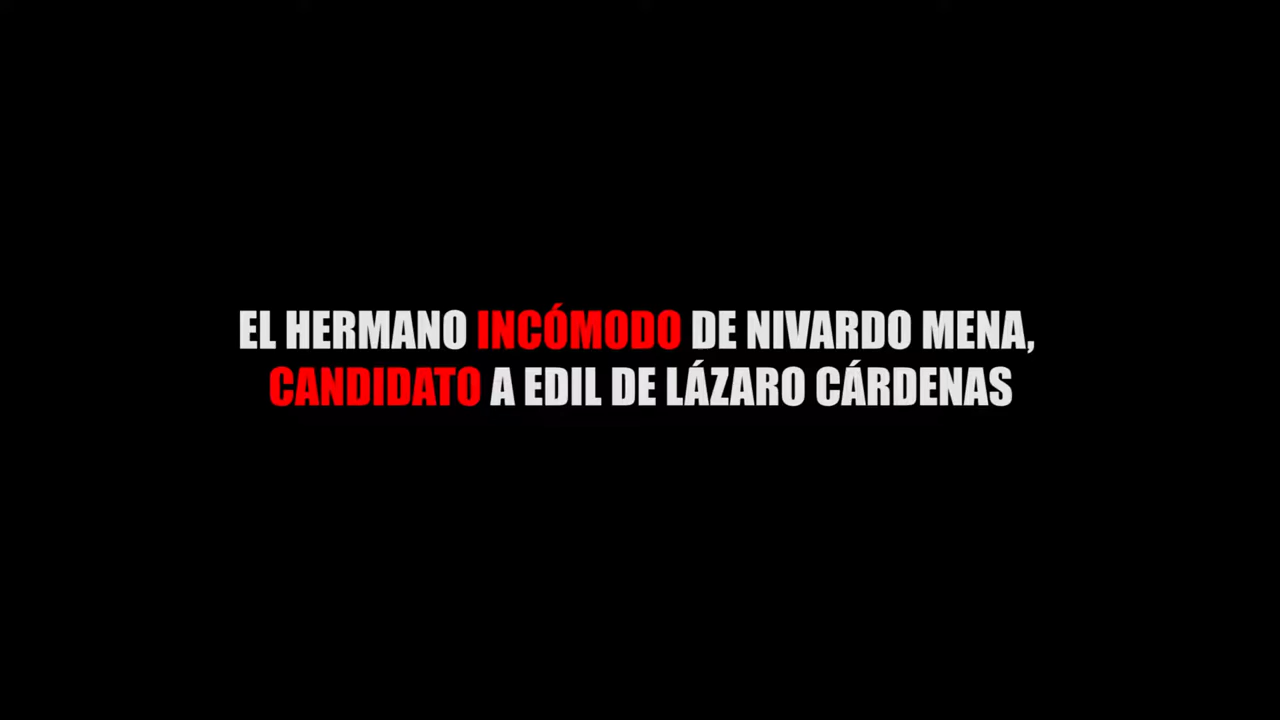 EL HERMANO INCÓMODO DE NIVARDO MENA,
CANDIDATO A EDIL DE LÁZARO CÁRDENAS